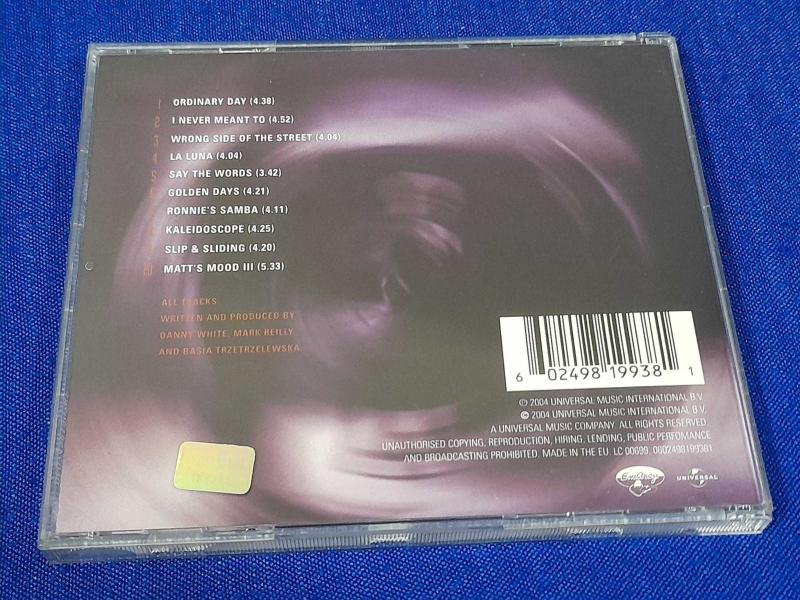 1 ORDINARY DAY (4.38)
2 I NEVER MEANT TO (4.52)
3 WRONG SIDE OF THE STREET (4.04)
4 LA LUNA (4.04)
5 SAY THE WORDS (3.42)
GOLDEN DAYS (4.21)
RONNIE'S SAMBA (4.11)
KALEIDOSCOPE (4.25)
SLIP & SLIDING (4.20)
10 MATT'S MOOD III (5.33)
ALL TRACKS
WRITTEN AND PRODUCED BY
DANNY WHITE, MARK REILLY
AND BASIA TRZETRZELEWSKA
6 02498 19938 1
℗ 2004 UNIVERSAL MUSIC INTERNATIONAL B.V.
© 2004 UNIVERSAL MUSIC INTERNATIONAL B.V.
A UNIVERSAL MUSIC COMPANY. ALL RIGHTS RESERVED
UNAUTHORISED COPYING, REPRODUCTION, HIRING, LENDING, PUBLIC PERFOMANCE
AND BROADCASTING PROHIBITED. MADE IN THE EU. LC 00699. 0602498199381
EmArcy
UNIVERSAL